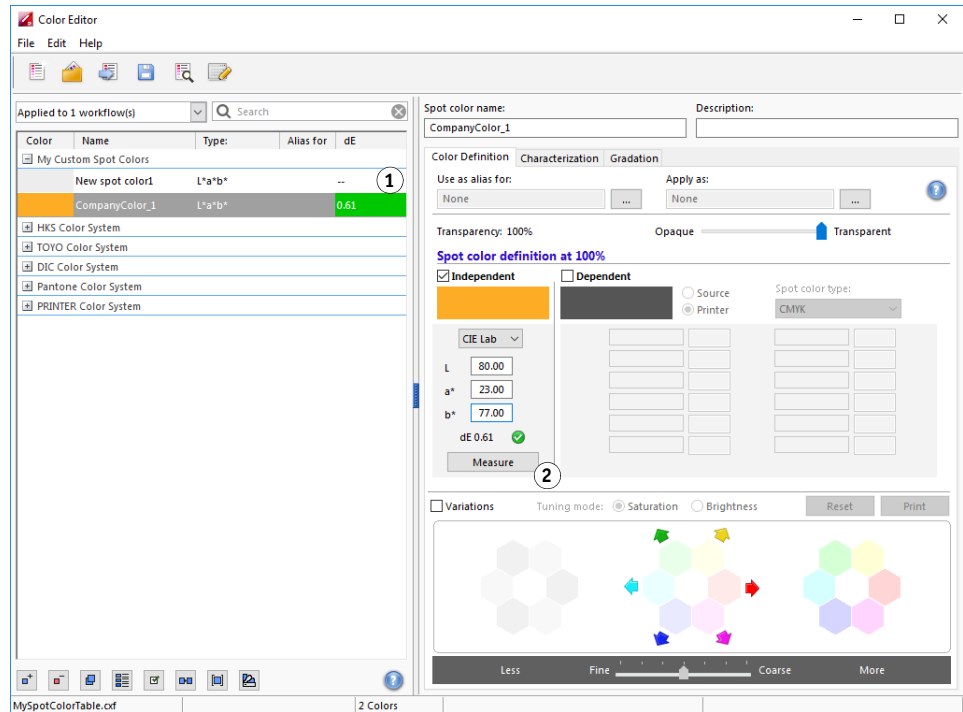 Color Editor
File Edit Help
Applied to 1 workflow(s)
Search
Color Name Type: Alias for dE
My Custom Spot Colors
New spot color1 L*a*b* --
1
CompanyColor_1 L*a*b* 0.61
HKS Color System
TOYO Color System
DIC Color System
Pantone Color System
PRINTER Color System
Spot color name: Description:
CompanyColor_1
Color Definition Characterization Gradation
Use as alias for: Apply as:
None ... None ...
?
Transparency: 100% Opaque Transparent
Spot color definition at 100%
Independent Dependent
Source
Printer
Spot color type:
CMYK
CIE Lab
L 80.00
a* 23.00
b* 77.00
dE 0.61
Measure
2
Variations Tuning mode: Saturation Brightness Reset Print
Less Fine Coarse More
?
MySpotColorTable.cxf 2 Colors